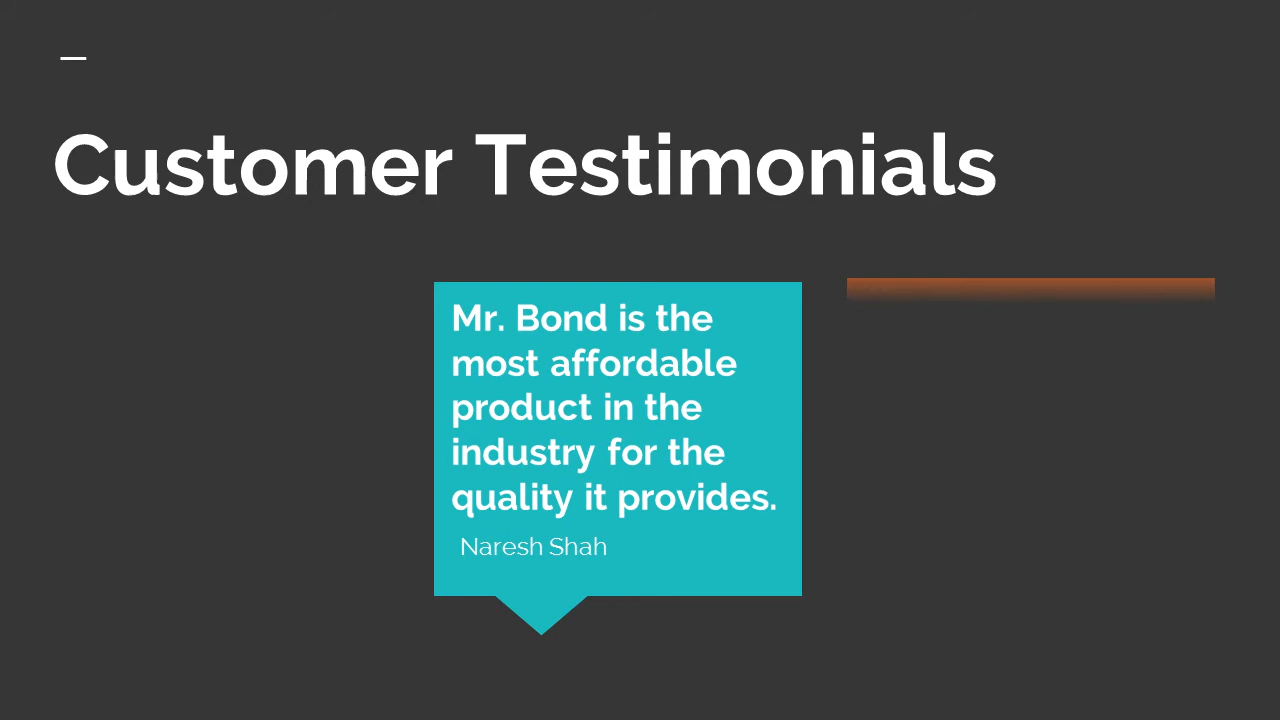 Customer Testimonials
Mr. Bond is the
most affordable
product in the
industry for the
quality it provides.
Naresh Shah